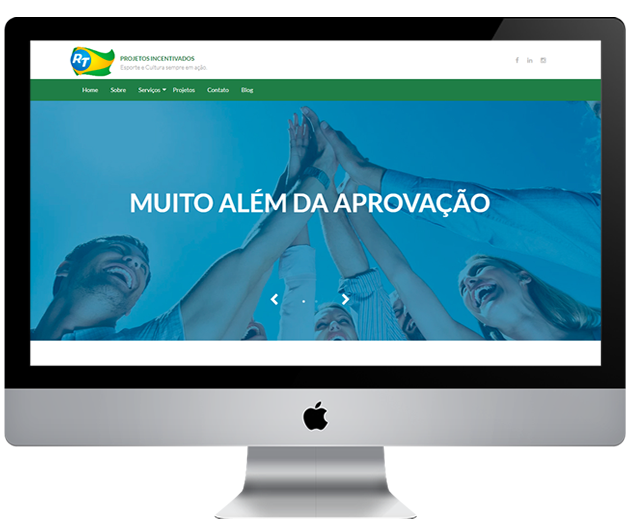 RT
PROJETOS INCENTIVADOS
Esporte e Cultura sempre em ação.
Home Sobre Serviços Projetos Contato Blog
MUITO ALÉM DA APROVAÇÃO